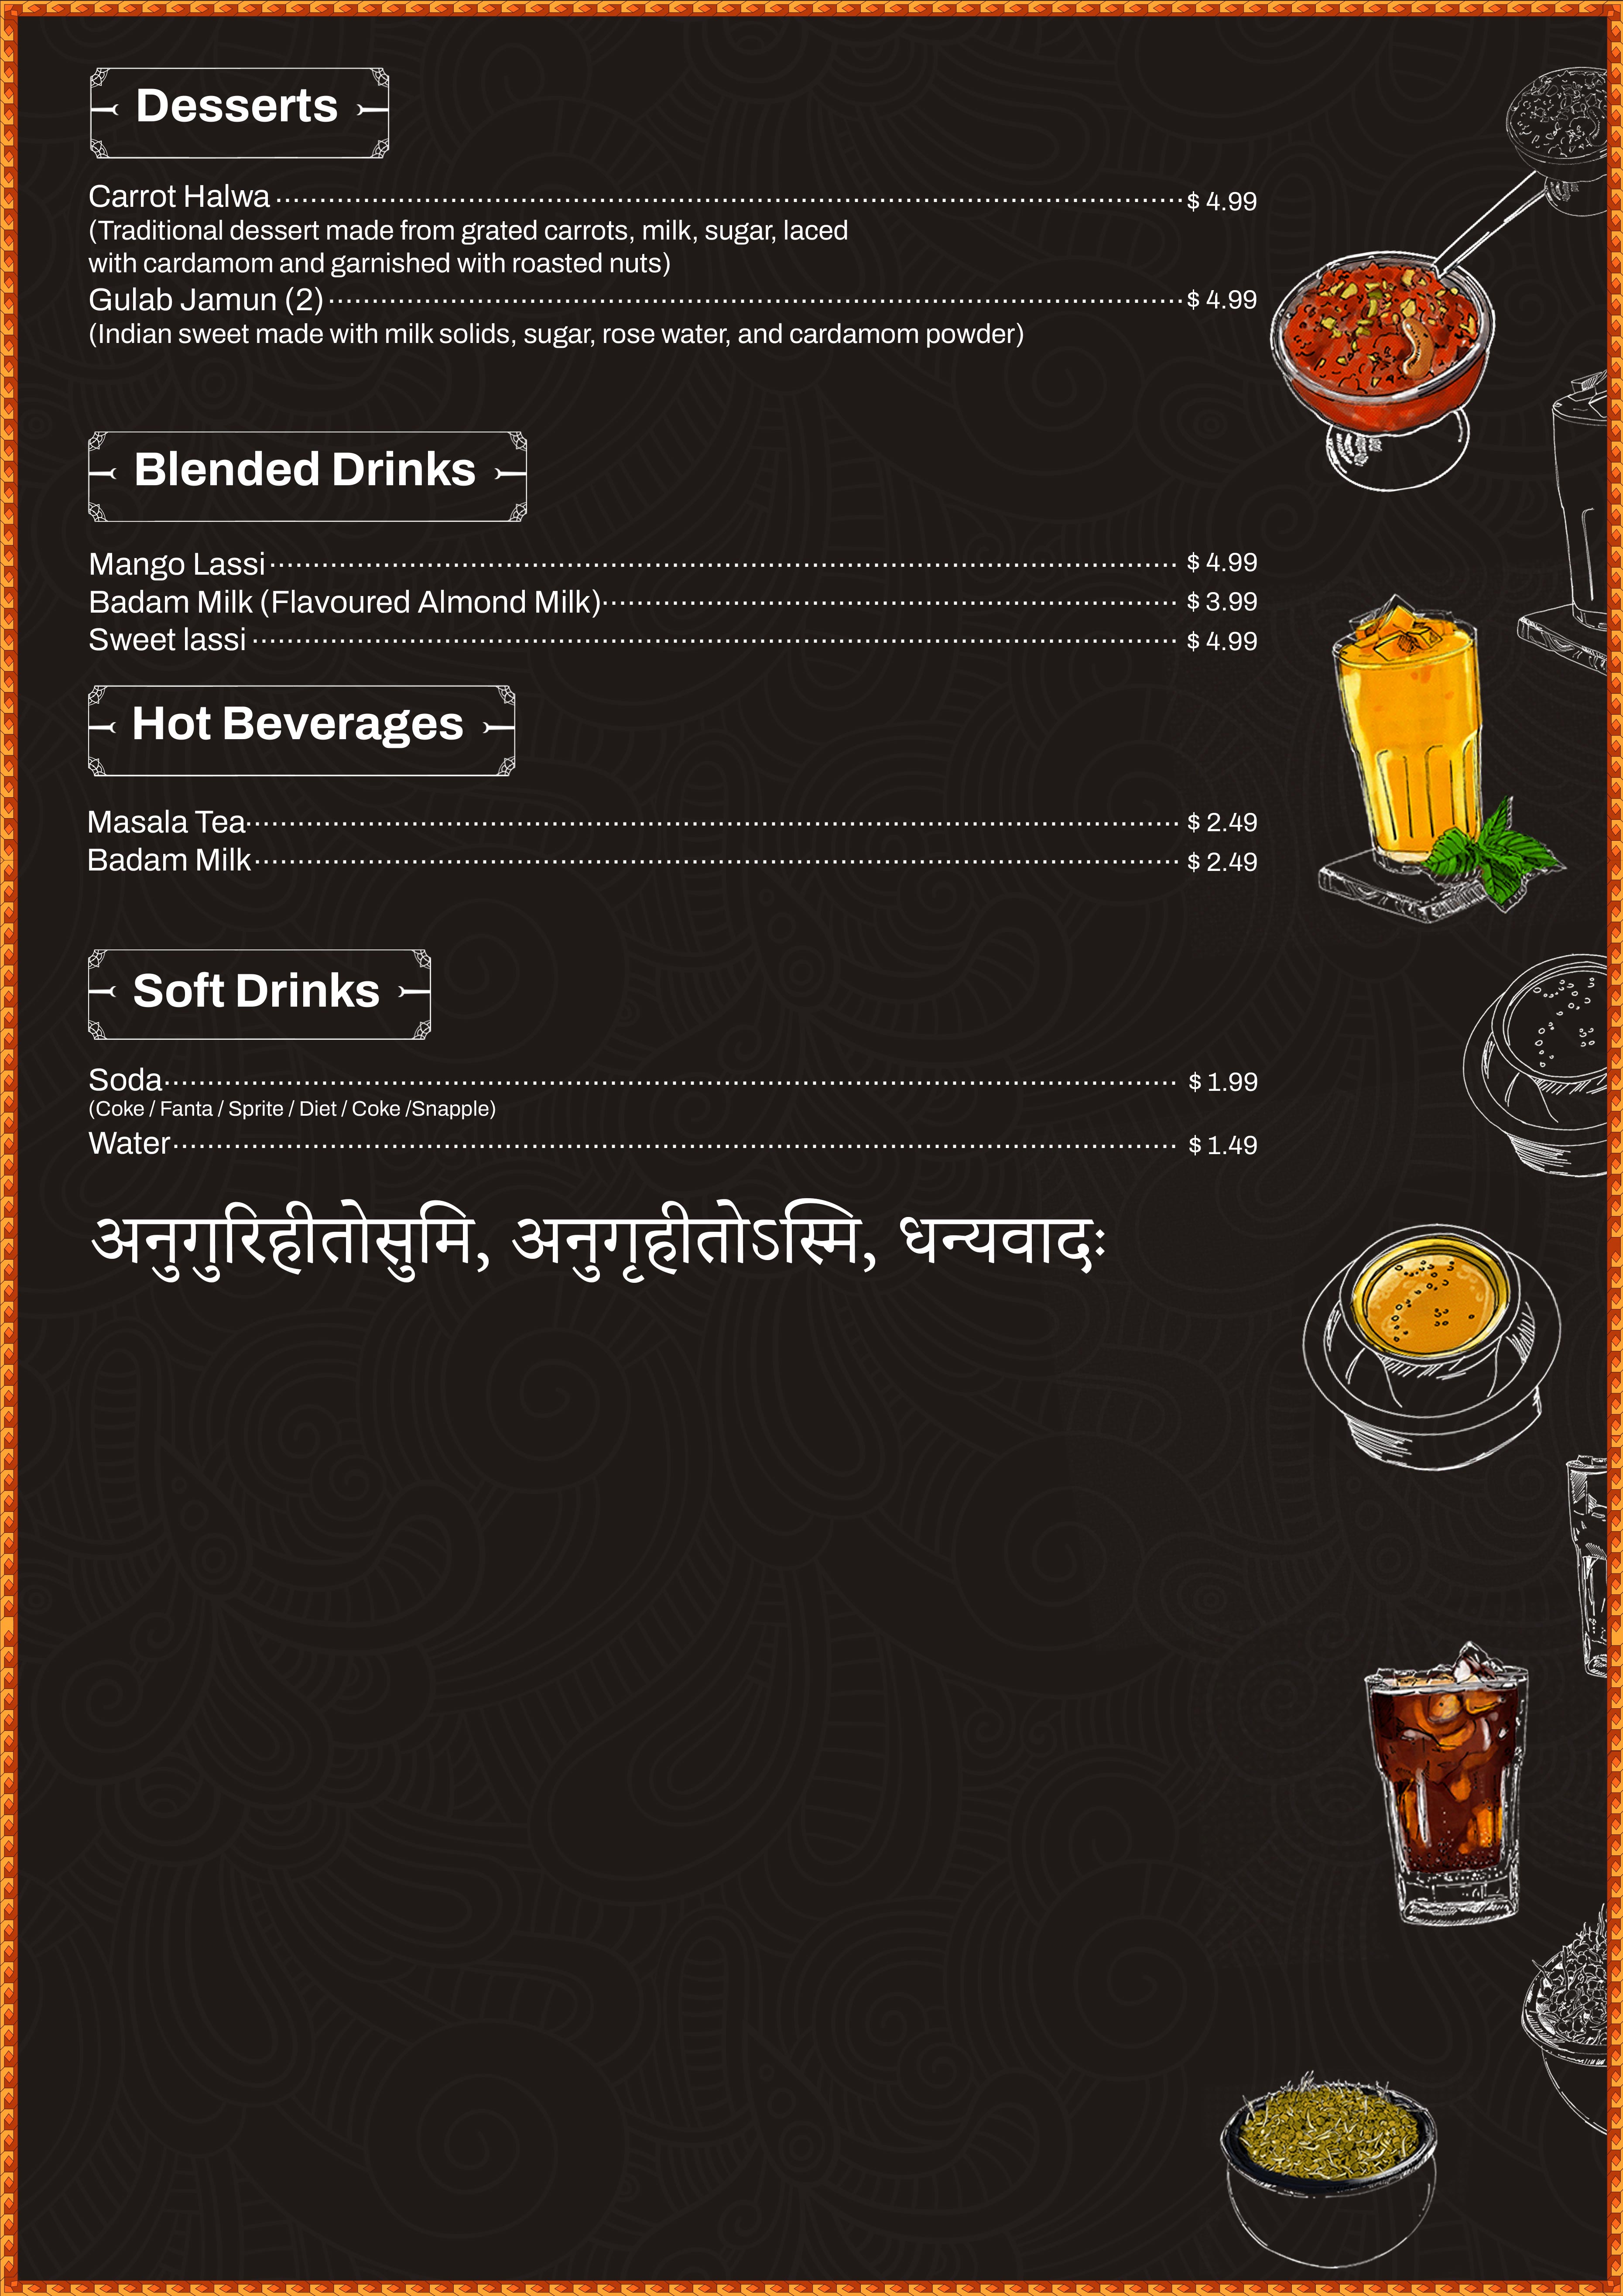 Desserts
Carrot Halwa $ 4.99
(Traditional dessert made from grated carrots, milk, sugar, laced
with cardamom and garnished with roasted nuts)
Gulab Jamun (2) $ 4.99
(Indian sweet made with milk solids, sugar, rose water, and cardamom powder)
Blended Drinks
Mango Lassi $ 4.99
Badam Milk (Flavoured Almond Milk) $ 3.99
Sweet lassi $ 4.99
Hot Beverages
Masala Tea $ 2.49
Badam Milk $ 2.49
Soft Drinks
Soda $ 1.99
(Coke / Fanta / Sprite / Diet / Coke /Snapple)
Water $ 1.49
अनुगुरिहीतोसुमि, अनुगृहीतोऽस्मि, धन्यवादः